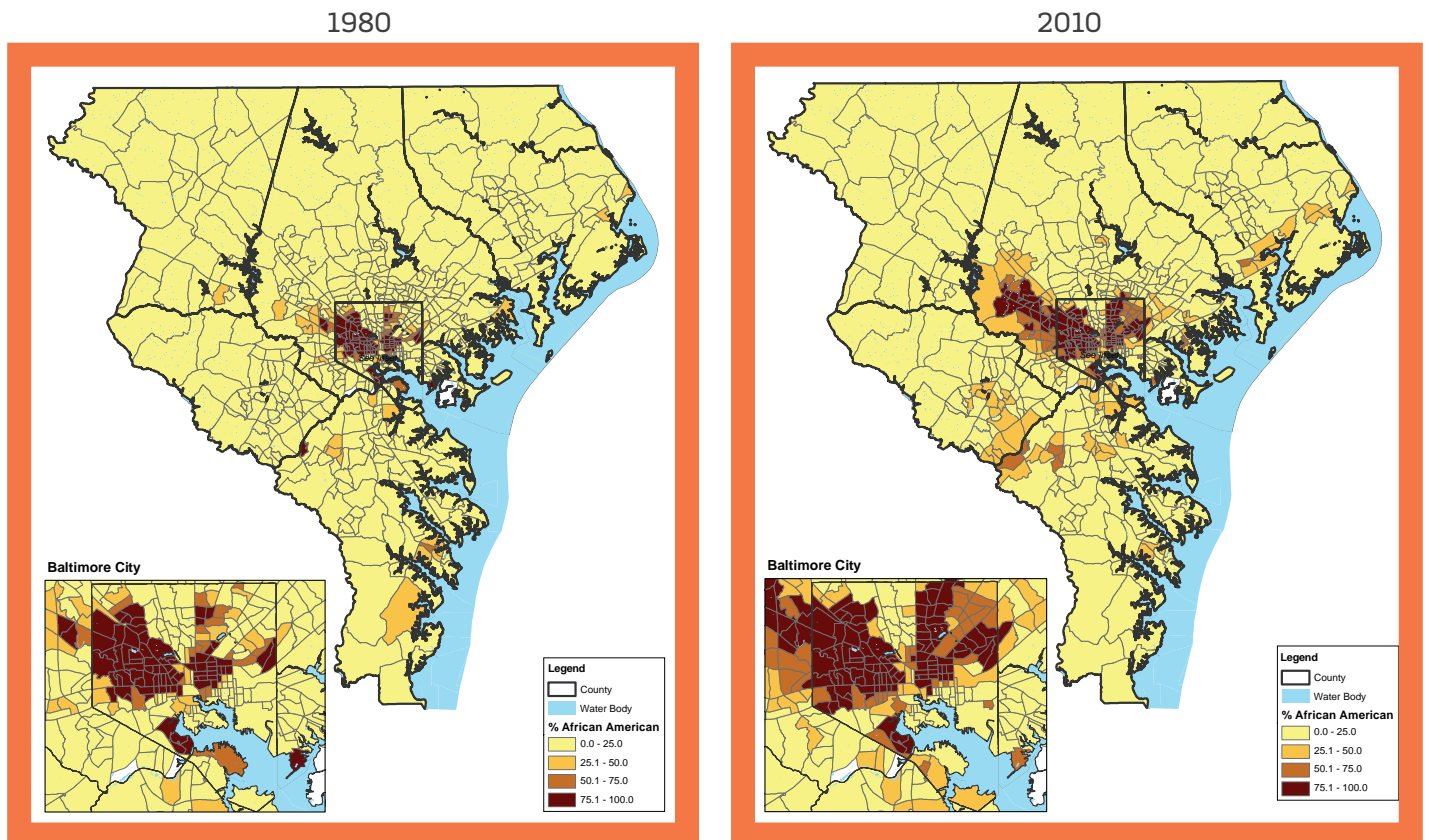 1980
2010
Baltimore City
Legend
County
Water Body
% African American
0.0 - 25.0
25.1 - 50.0
50.1 - 75.0
75.1 - 100.0
Baltimore City
Legend
County
Water Body
% African American
0.0 - 25.0
25.1 - 50.0
50.1 - 75.0
75.1 - 100.0